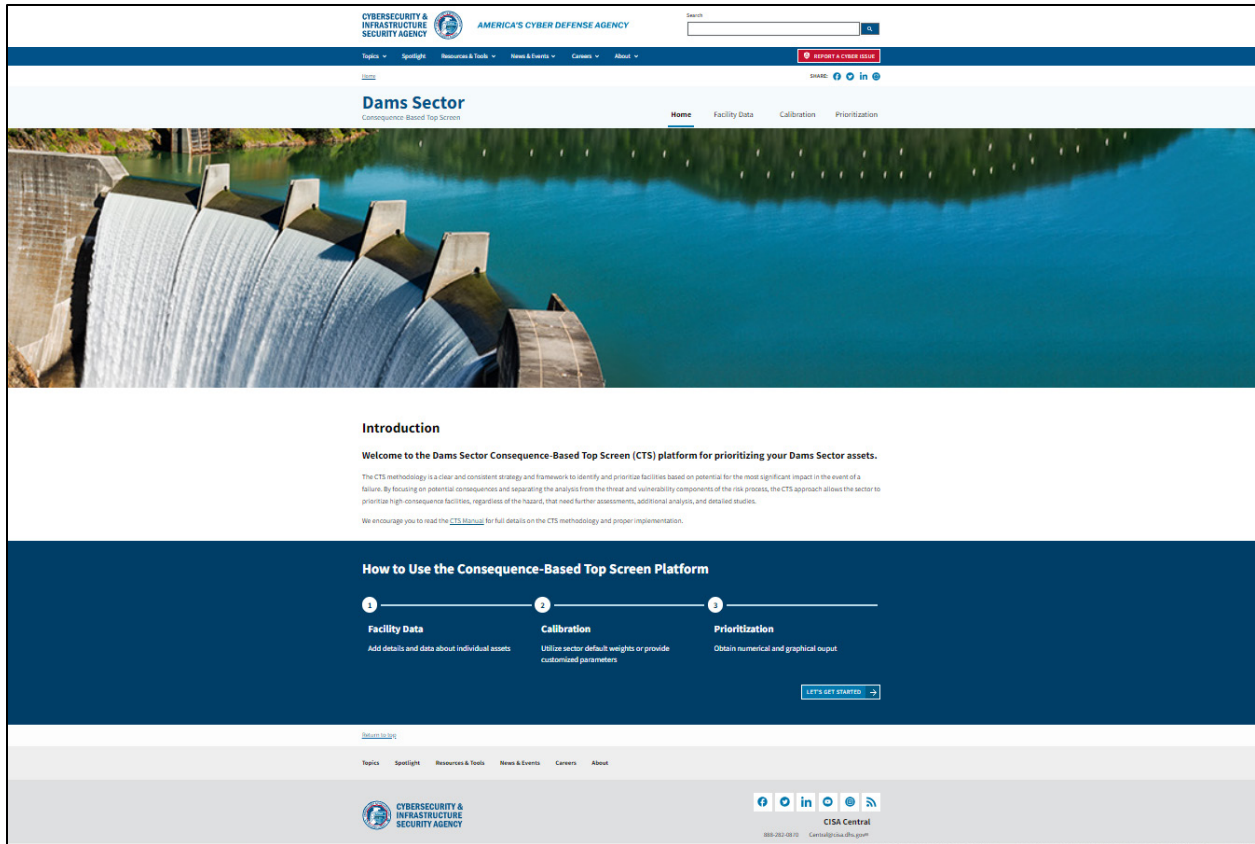 CYBERSECURITY &
INFRASTRUCTURE
SECURITY AGENCY
AMERICA'S CYBER DEFENSE AGENCY
Search
Topics Spotlight Resources & Tools News & Events Careers About
REPORT A CYBER ISSUE
Home
SHARE:
Dams Sector
Consequence-Based Top Screen
Home Facility Data Calibration Prioritization
Introduction
Welcome to the Dams Sector Consequence-Based Top Screen (CTS) platform for prioritizing your Dams Sector assets.
The CTS methodology is a clear and consistent strategy and framework to identify and prioritize facilities based on potential for the most significant impact in the event of a
failure. By focusing on potential consequences and separating the analysis from the threat and vulnerability components of the risk process, the CTS approach allows the sector to
prioritize high-consequence facilities, regardless of the hazard, that need further assessments, additional analysis, and detailed studies.
We encourage you to read the CTS Manual for full details on the CTS methodology and proper implementation.
How to Use the Consequence-Based Top Screen Platform
1 2 3
Facility Data Calibration Prioritization
Add details and data about individual assets
Utilize sector default weights or provide
customized parameters
Obtain numerical and graphical ouput
LET'S GET STARTED
Return to top
Topics Spotlight Resources & Tools News & Events Careers About
CYBERSECURITY &
INFRASTRUCTURE
SECURITY AGENCY
CISA Central
Central@cisa.dhs.gov